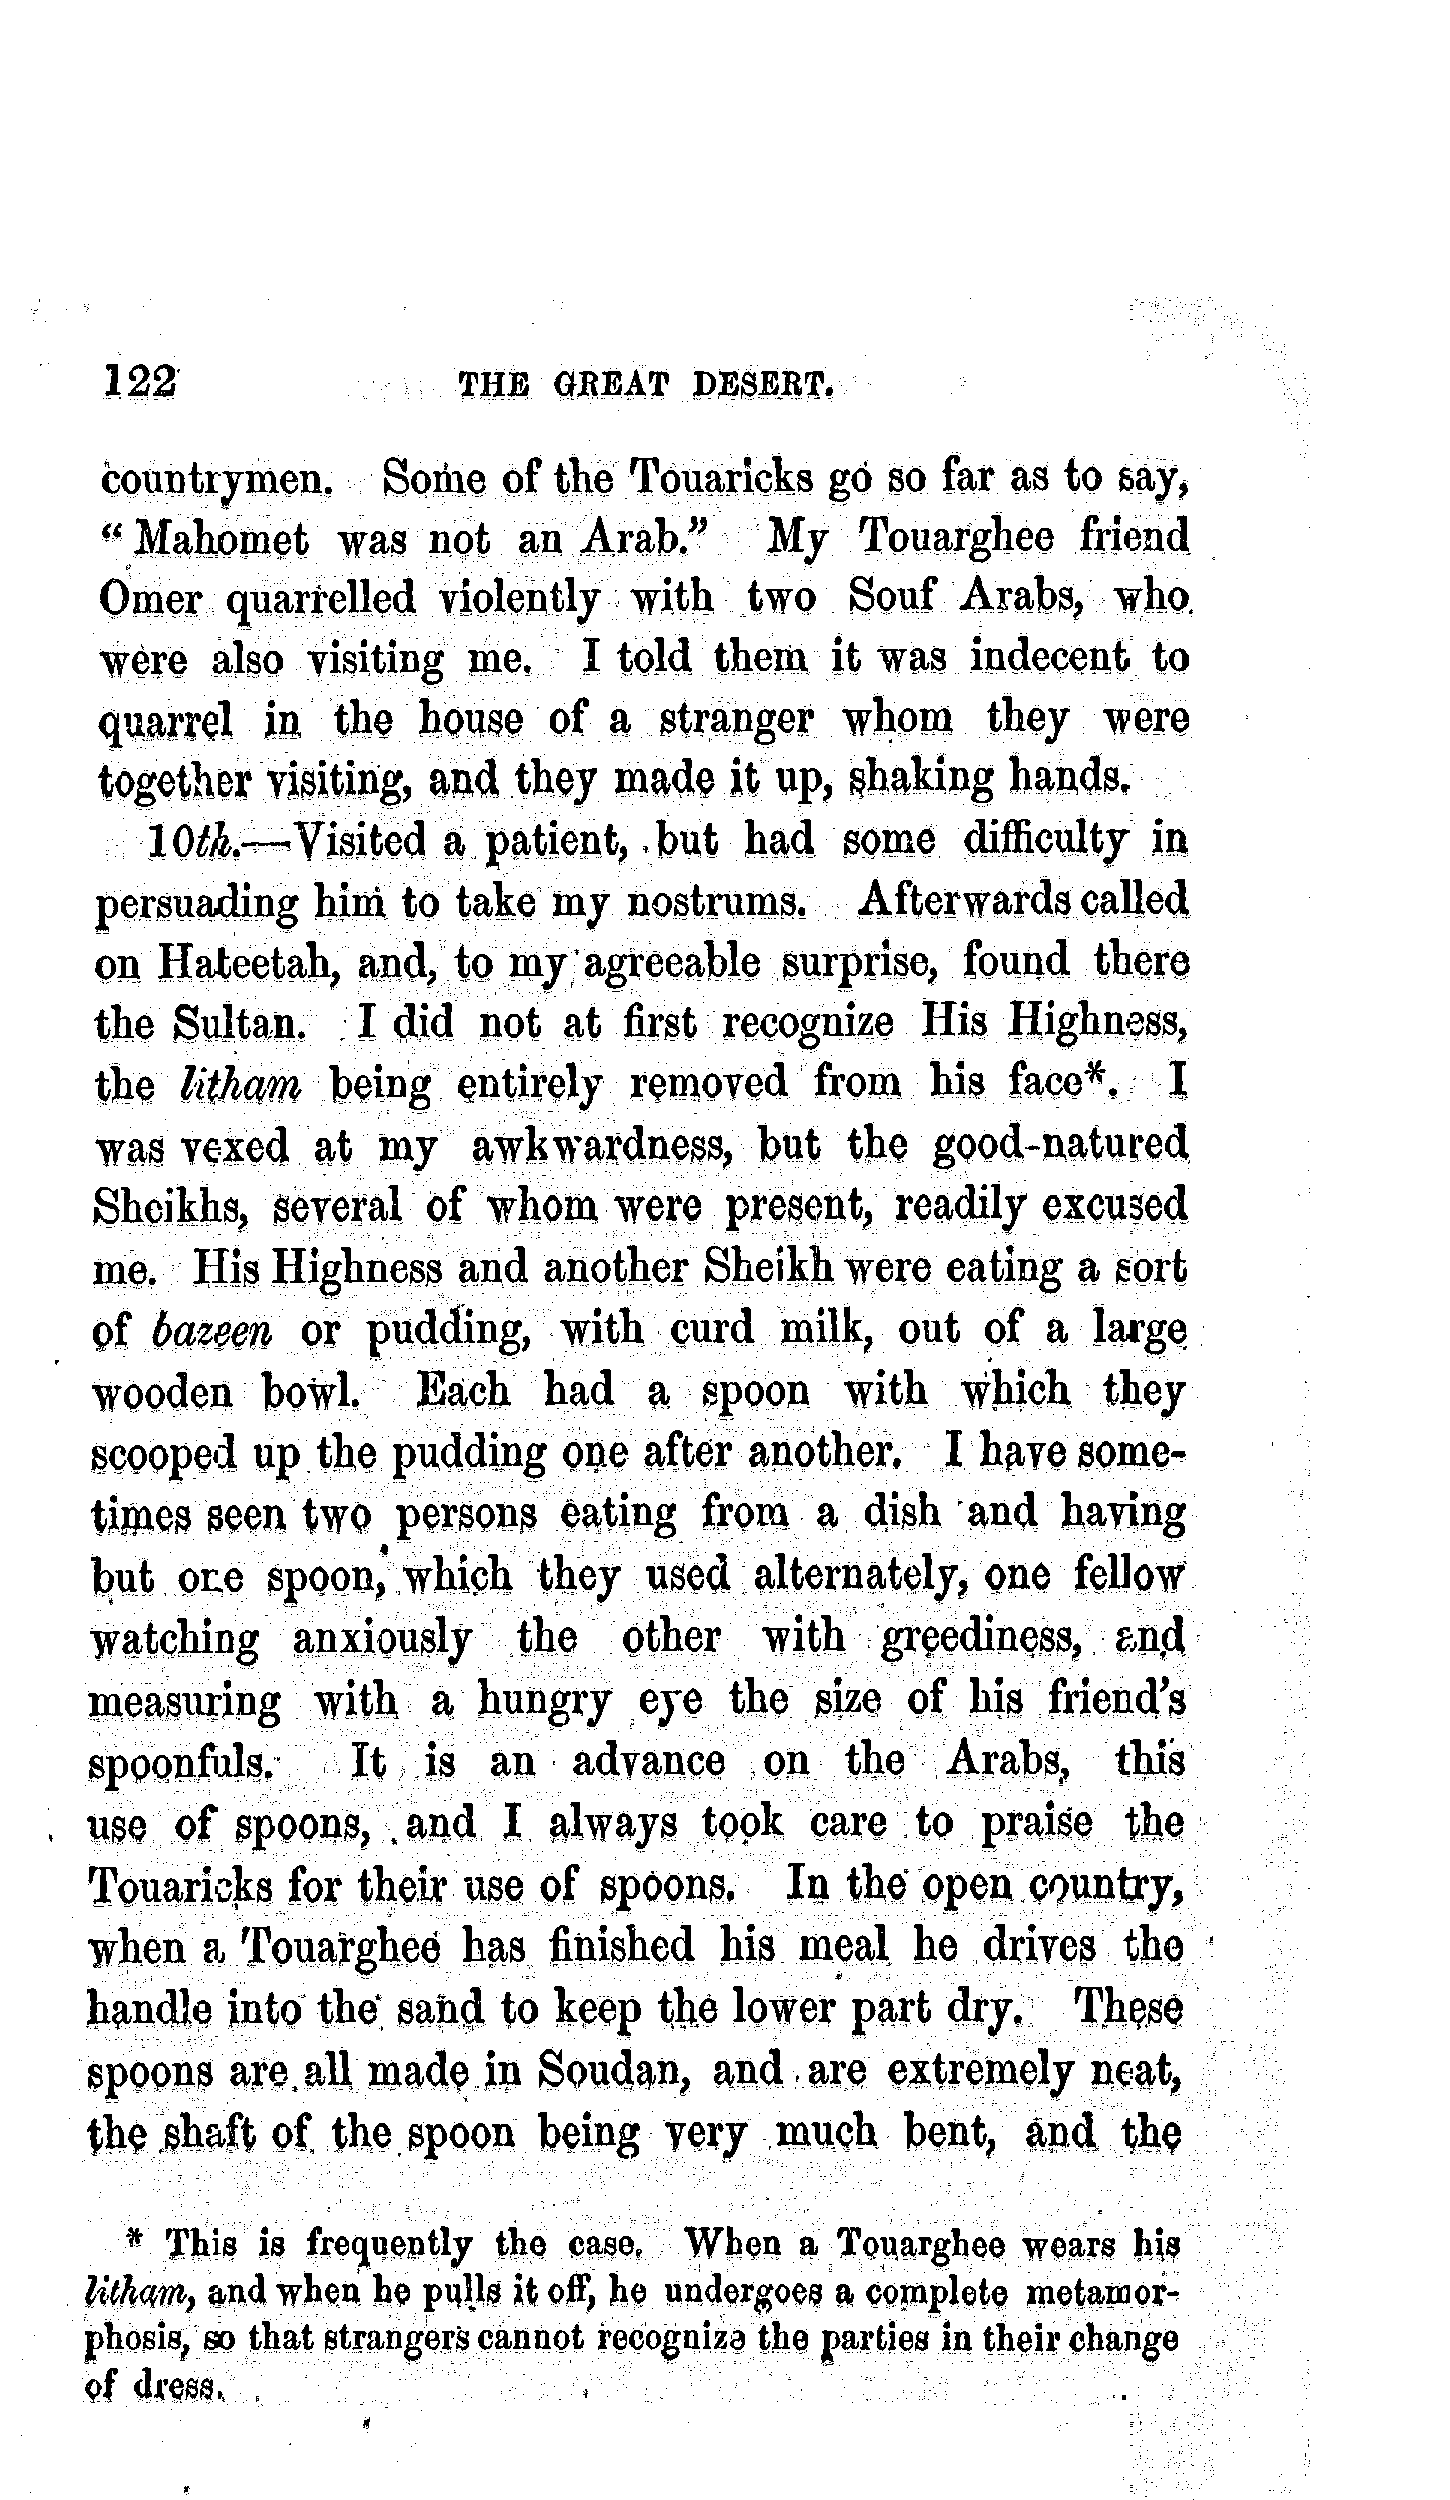 122 THE GREAT DESERT.
countrymen. Some of the Touaricks go so far as to say,
“Mahomet was not an Arab.” My Touarghee friend
Omer quarrelled violently with two Souf Arabs, who
were also visiting me. I told them it was indecent to
quarrel in the house of a stranger whom they were
together visiting, and they made it up, shaking hands.
10th.—Visited a patient, but had some difficulty in
persuading him to take my nostrums. Afterwards called
on Hateetah, and, to my agreeable surprise, found there
the Sultan. I did not at first recognize His Highness,
the litham being entirely removed from his face*. I
was vexed at my awkwardness, but the good-natured
Sheikhs, several of whom were present, readily excused
me. His Highness and another Sheikh were eating a sort
of bazeen or pudding, with curd milk, out of a large
wooden bowl. Each had a spoon with which they
scooped up the pudding one after another. I have some-
times seen two persons eating from a dish and having
but one spoon, which they used alternately, one fellow
watching anxiously the other with greediness, and
measuring with a hungry eye the size of his friend’s
spoonfuls. It is an advance on the Arabs, this
use of spoons, and I always took care to praise the
Touaricks for their use of spoons. In the open country,
when a Touarghee has finished his meal he drives the
handle into the sand to keep the lower part dry. These
spoons are all made in Soudan, and are extremely neat,
the shaft of the spoon being very much bent, and the
* This is frequently the case. When a Touarghee wears his
litham, and when he pulls it off, he undergoes a complete metamor-
phosis, so that strangers cannot recognize the parties in their change
of dress.